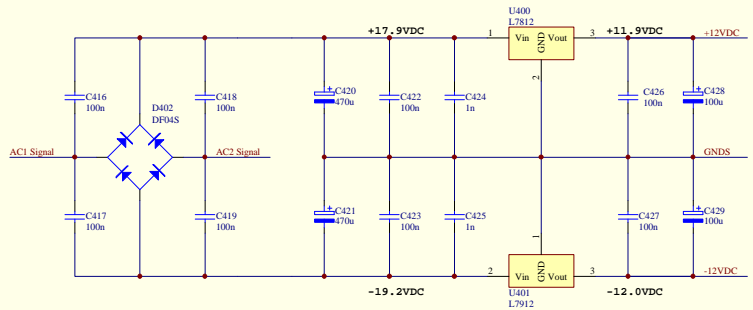 U400
L7812
+17.9VDC
1
Vin
Vout
GND
2
3
+11.9VDC
+12VDC
C416
100n
D402
DF04S
C418
100n
C420
470u
+
C422
100n
C424
1n
C426
100n
C428
100u
+
AC1 Signal
AC2 Signal
GNDS
C417
100n
C419
100n
C421
470u
+
C423
100n
C425
1n
C427
100n
C429
100u
+
1
GND
2
Vin
Vout
3
-12VDC
-19.2VDC
U401
L7912
-12.0VDC